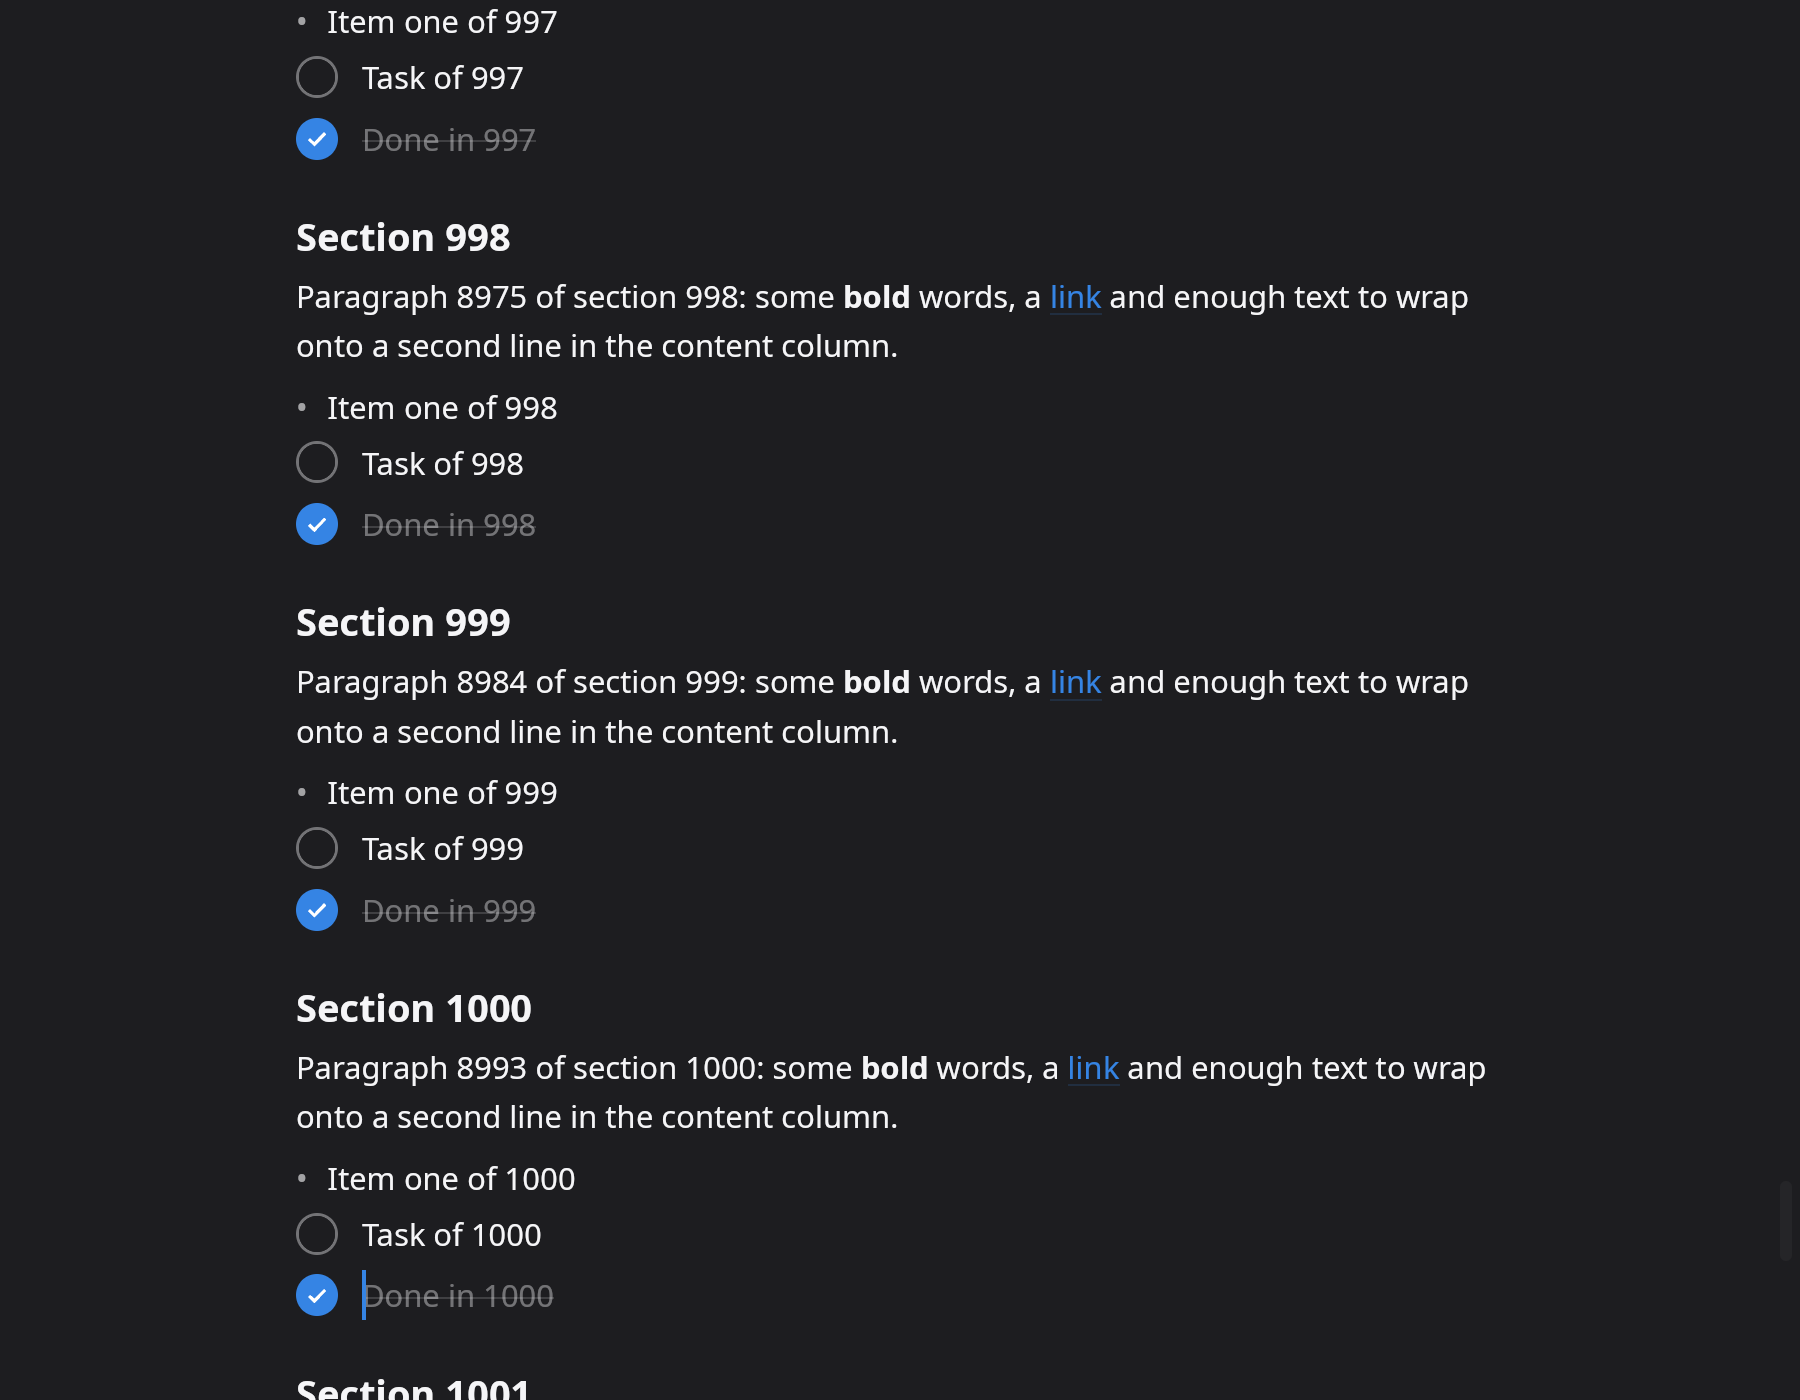 • Item one of 997
Task of 997
Done in 997
Section 998
Paragraph 8975 of section 998: some bold words, a link and enough text to wrap
onto a second line in the content column.
• Item one of 998
Task of 998
Done in 998
Section 999
Paragraph 8984 of section 999: some bold words, a link and enough text to wrap
onto a second line in the content column.
• Item one of 999
Task of 999
Done in 999
Section 1000
Paragraph 8993 of section 1000: some bold words, a link and enough text to wrap
onto a second line in the content column.
• Item one of 1000
Task of 1000
Done in 1000
Section 1001